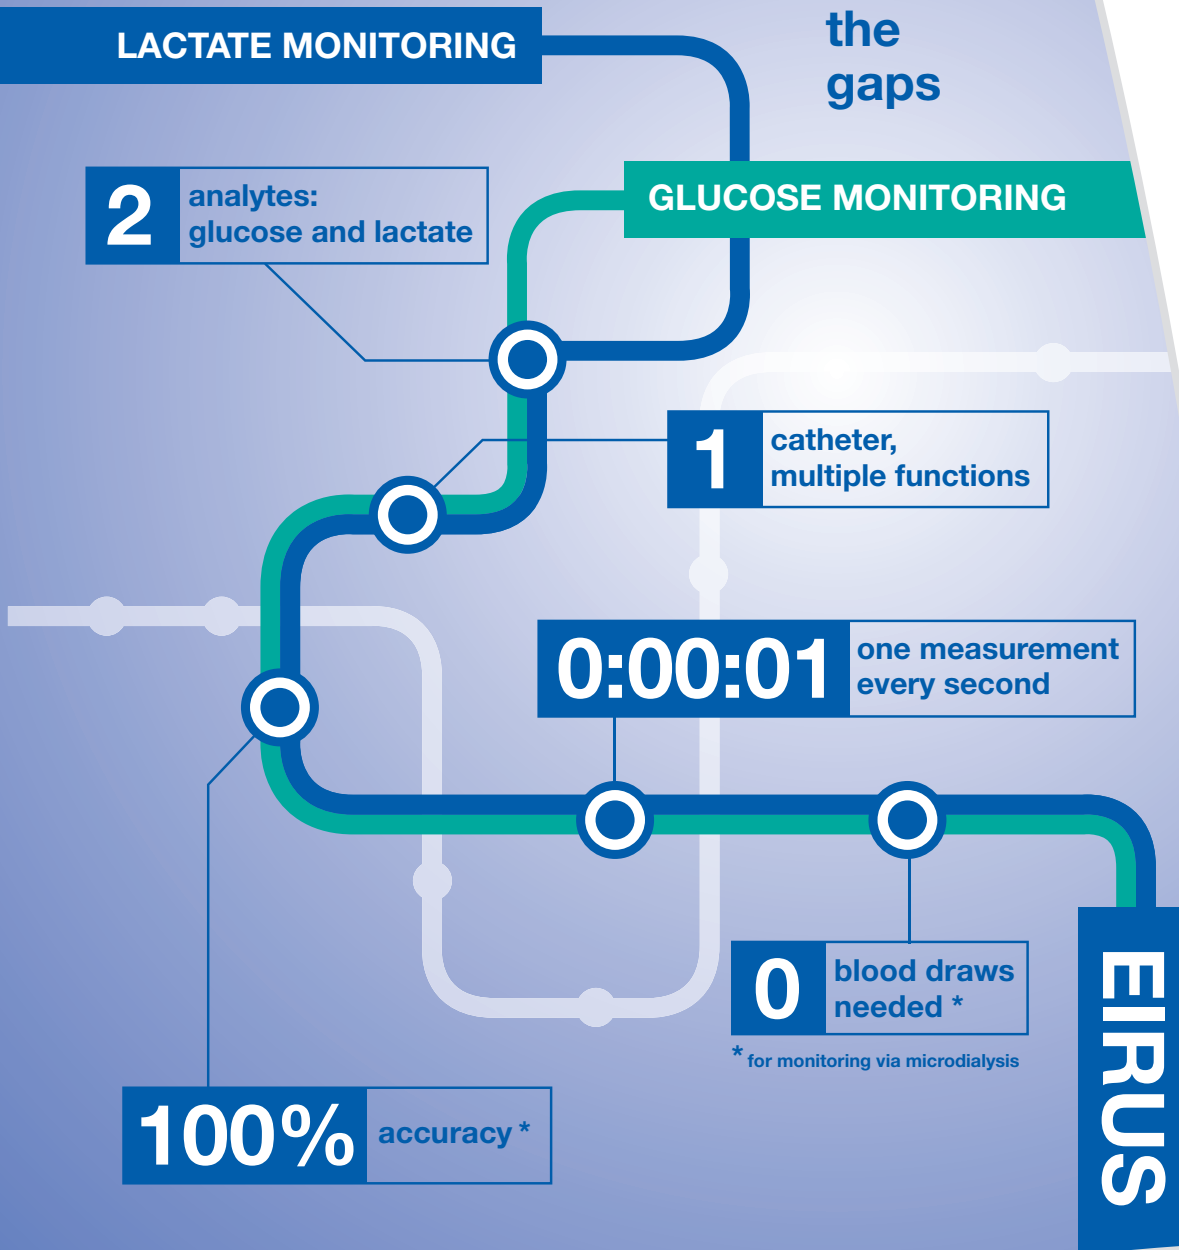 the
gaps
LACTATE MONITORING
GLUCOSE MONITORING
2
analytes:
glucose and lactate
1
catheter,
multiple functions
0:00:01
one measurement
every second
0
blood draws
needed *
* for monitoring via microdialysis
100%
accuracy *
EIRUS